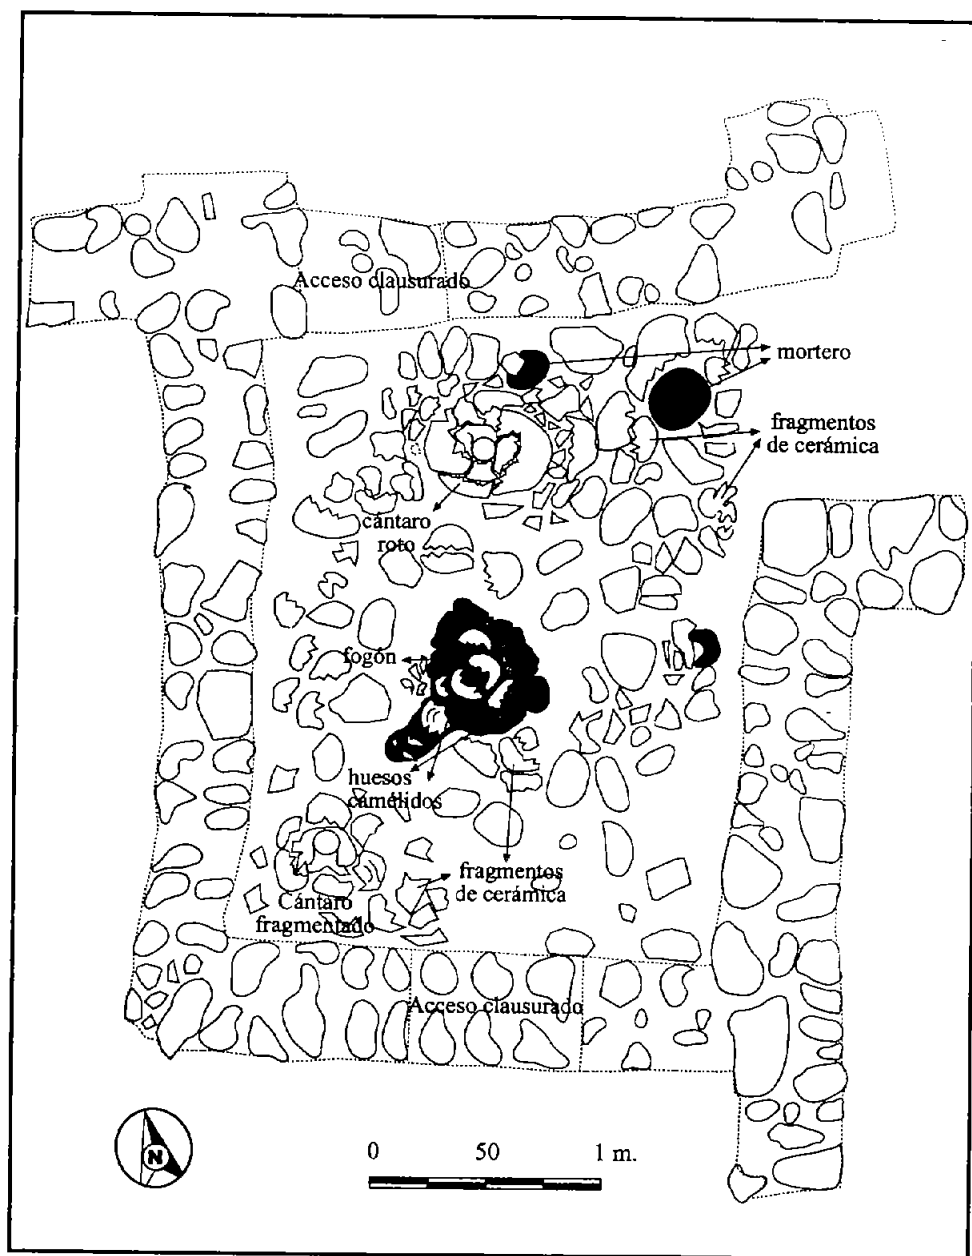 Acceso clausurado
mortero
fragmentos
de cerámica
cántaro
roto
fogón
huesos
camélidos
fragmentos
de cerámica
Cántaro
fragmentado
Acceso clausurado
N
0 50 1 m.